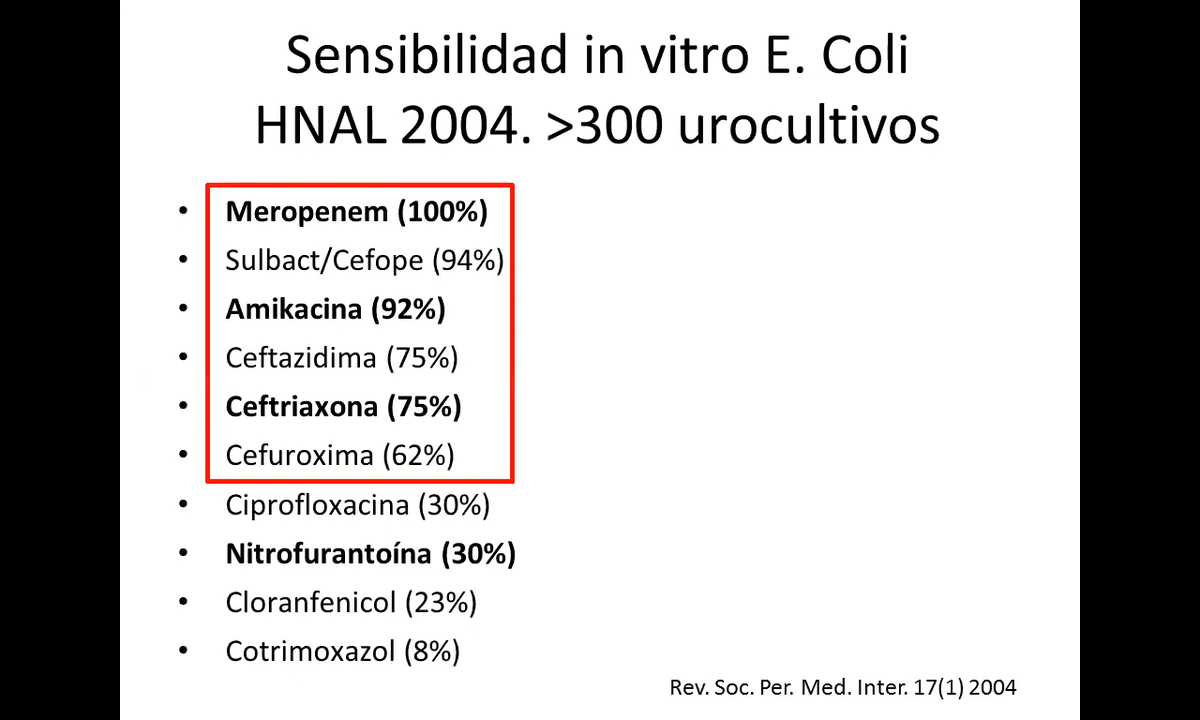 Sensibilidad in vitro E. Coli
HNAL 2004. >300 urocultivos
• Meropenem (100%)
• Sulbact/Cefope (94%)
• Amikacina (92%)
• Ceftazidima (75%)
• Ceftriaxona (75%)
• Cefuroxima (62%)
• Ciprofloxacina (30%)
• Nitrofurantoína (30%)
• Cloranfenicol (23%)
• Cotrimoxazol (8%)
Rev. Soc. Per. Med. Inter. 17(1) 2004